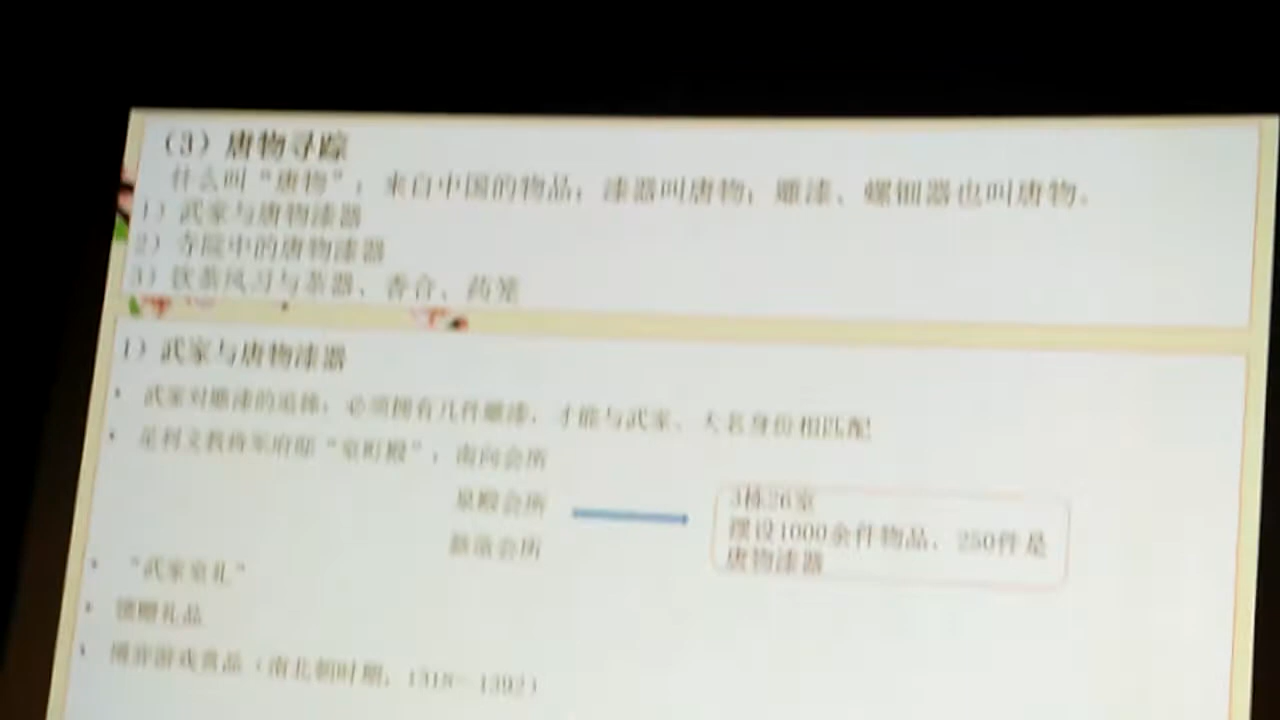 （3）唐物寻踪
什么叫“唐物”：来自中国的物品；漆器叫唐物；雕漆、螺钿器也叫唐物。
1）武家与唐物漆器
2）寺院中的唐物漆器
3）饮茶风习与茶器、香合、药笼
1）武家与唐物漆器
• 武家对雕漆的追捧，必须拥有几件雕漆，才能与武家、大名身份相匹配
• 足利义教将军府邸“室町殿”：南向会所
会所
会所
3栋26室
摆设1000余件物品，250件是
唐物漆器
• “武家室礼”
• 馈赠礼品
• 博弈游戏赏品（南北朝时期，1318—1392）